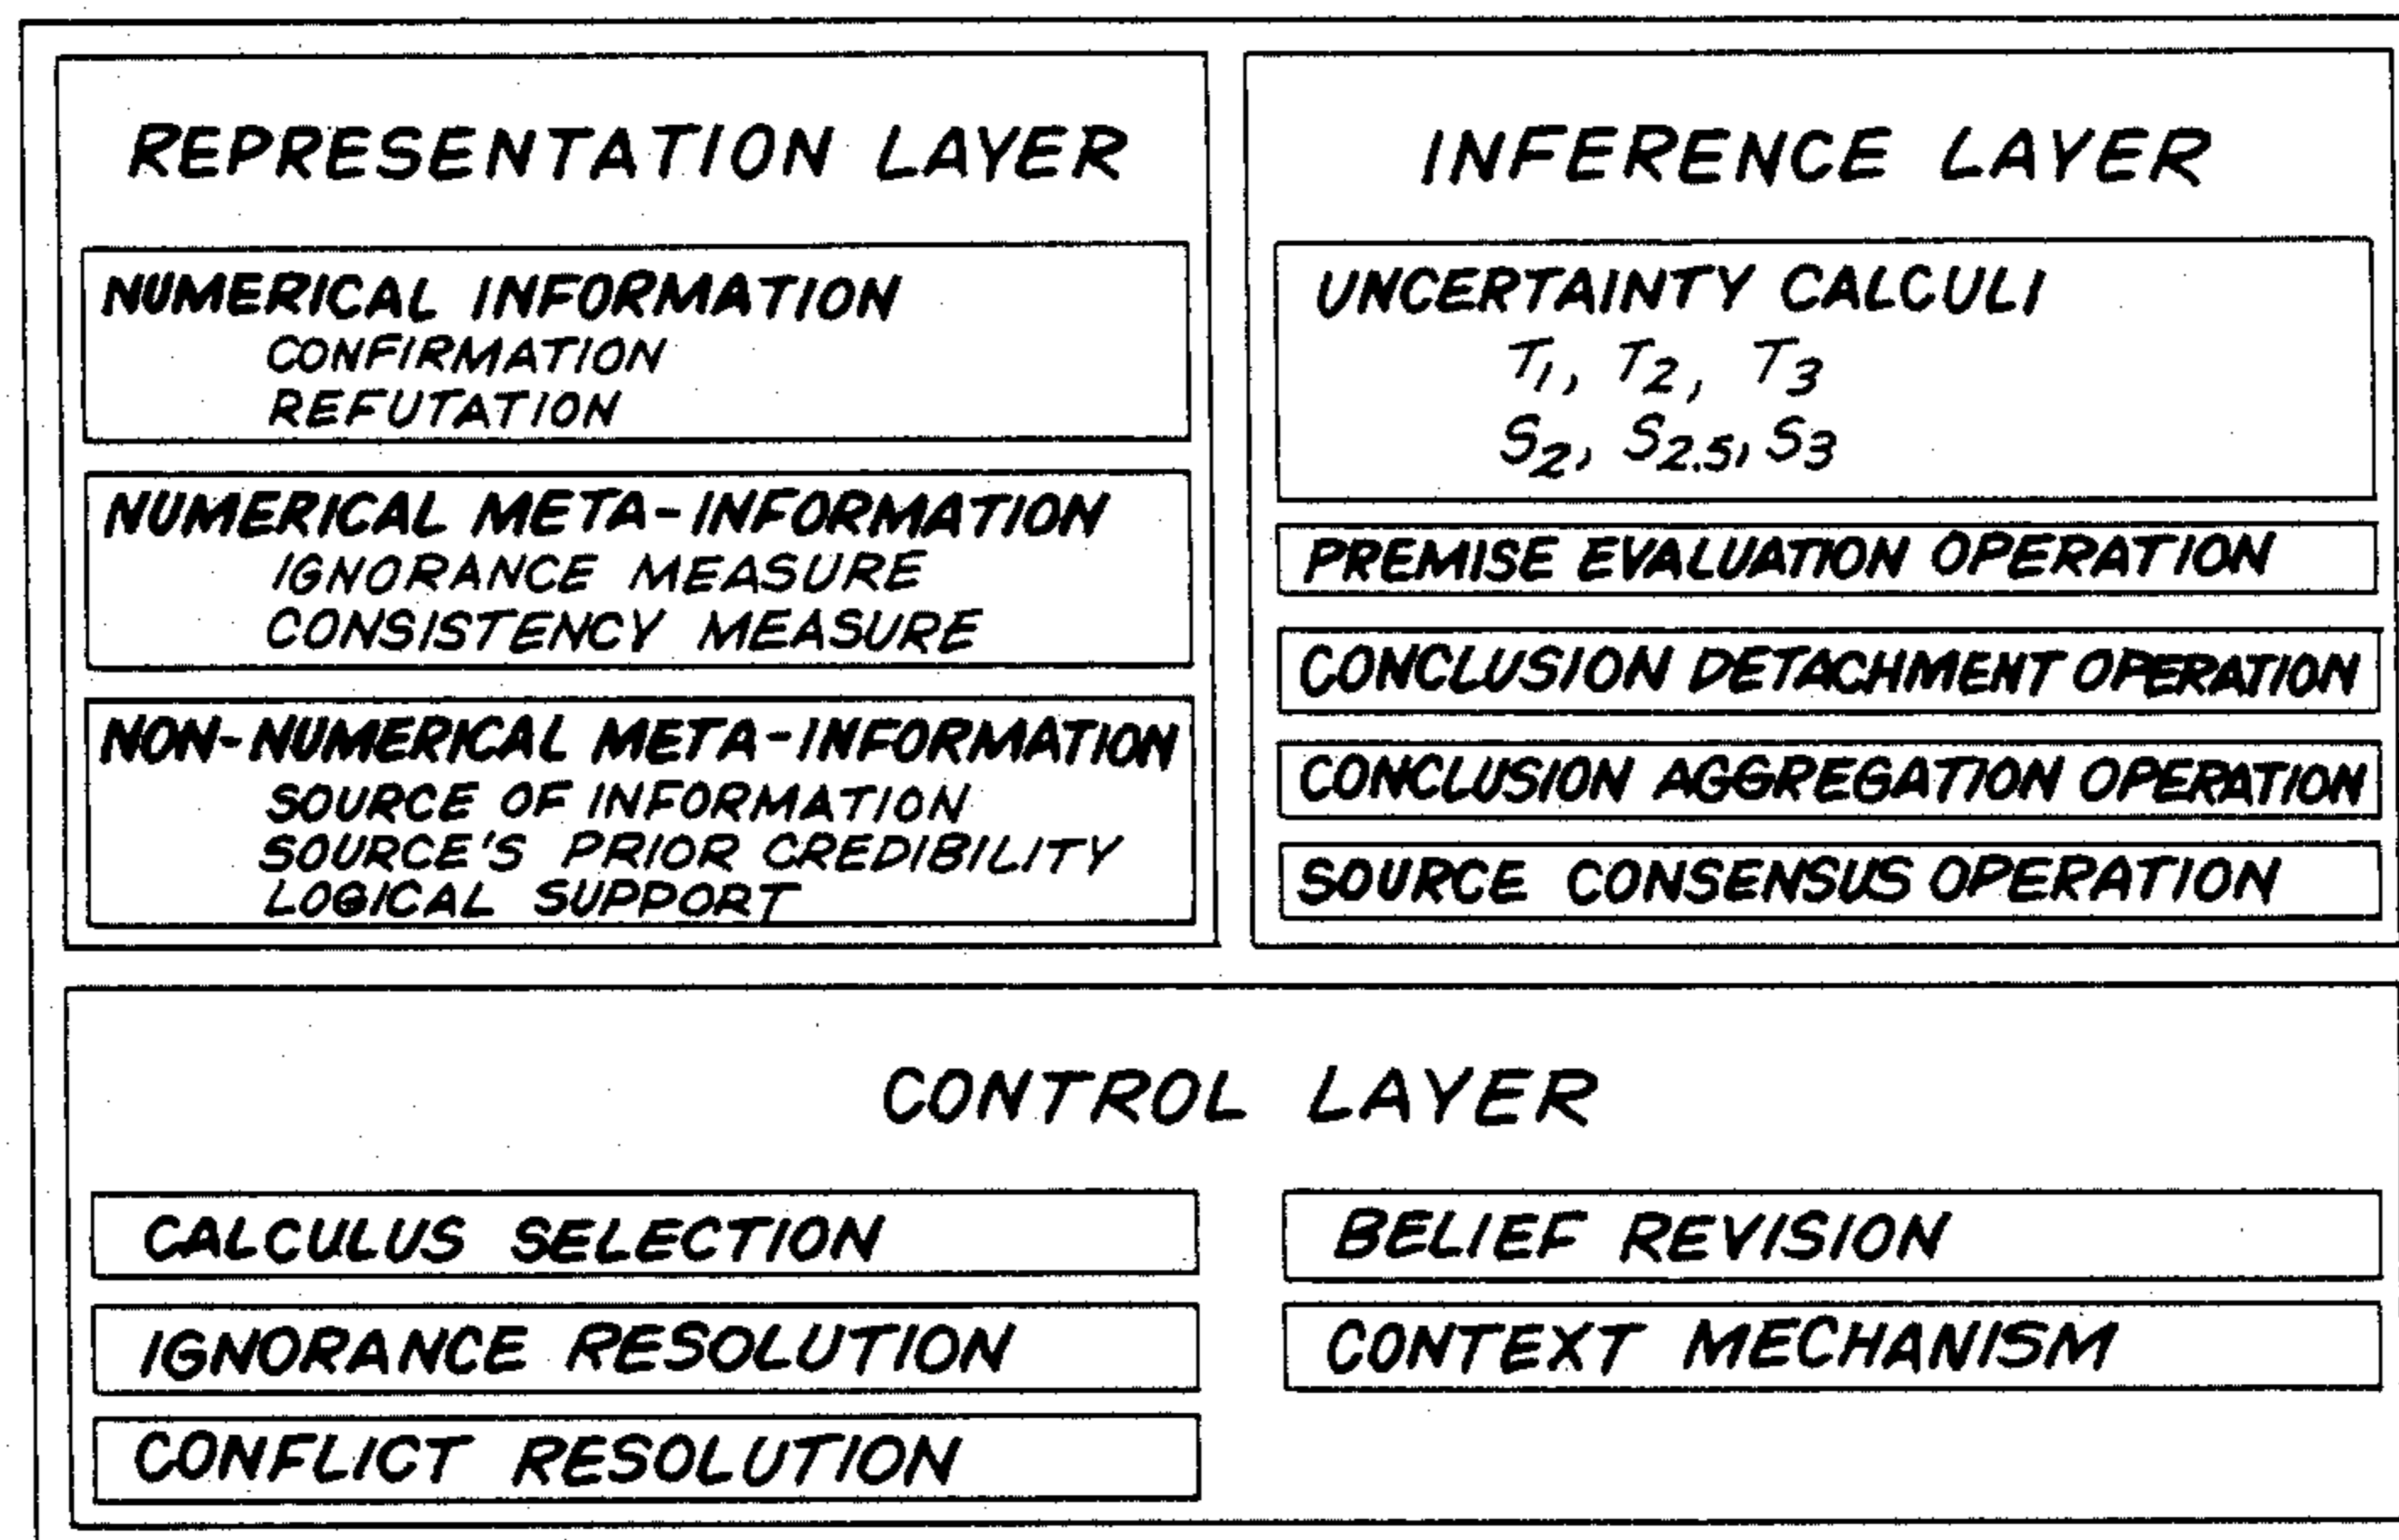 REPRESENTATION LAYER
NUMERICAL INFORMATION
CONFIRMATION
REFUTATION
NUMERICAL META-INFORMATION
IGNORANCE MEASURE
CONSISTENCY MEASURE
NON-NUMERICAL META-INFORMATION
SOURCE OF INFORMATION
SOURCE'S PRIOR CREDIBILITY
LOGICAL SUPPORT
INFERENCE LAYER
UNCERTAINTY CALCULI
T1, T2, T3
S2, S2.5, S3
PREMISE EVALUATION OPERATION
CONCLUSION DETACHMENT OPERATION
CONCLUSION AGGREGATION OPERATION
SOURCE CONSENSUS OPERATION
CONTROL LAYER
CALCULUS SELECTION
IGNORANCE RESOLUTION
CONFLICT RESOLUTION
BELIEF REVISION
CONTEXT MECHANISM